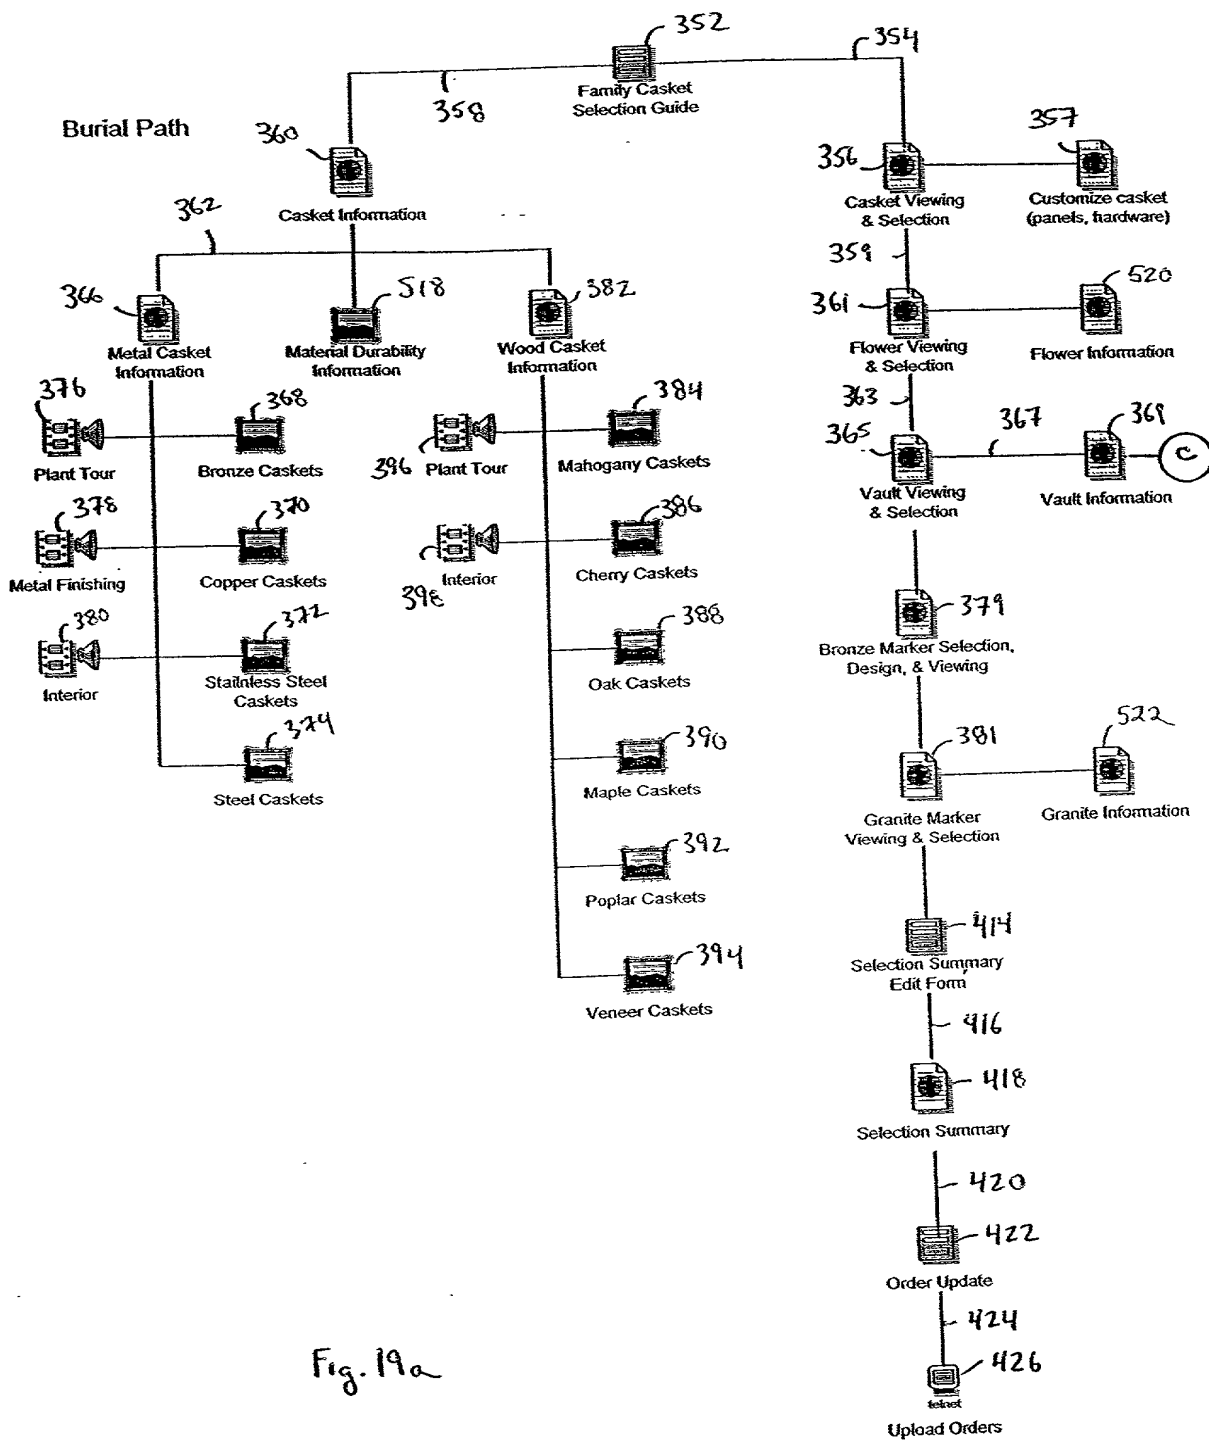 352
354
Family Casket
Selection Guide
358
Burial Path
360
357
356
Casket Information
Casket Viewing
& Selection
Customize casket
(panels, hardware)
362
359
366
518
382
361
520
Metal Casket
Information
Material Durability
Information
Wood Casket
Information
Flower Viewing
& Selection
Flower Information
376
368
384
363
365
367
369
C
Plant Tour
Bronze Caskets
396
Plant Tour
Mahogany Caskets
Vault Viewing
& Selection
Vault Information
378
370
386
Metal Finishing
Copper Caskets
398
Interior
Cherry Caskets
379
380
372
388
Interior
Stainless Steel
Caskets
Oak Caskets
Bronze Marker Selection,
Design, & Viewing
374
390
381
522
Steel Caskets
Maple Caskets
Granite Marker
Viewing & Selection
Granite Information
392
Poplar Caskets
414
Selection Summary
Edit Form
394
Veneer Caskets
416
418
Selection Summary
420
422
Order Update
424
426
telnet
Upload Orders
Fig. 19a